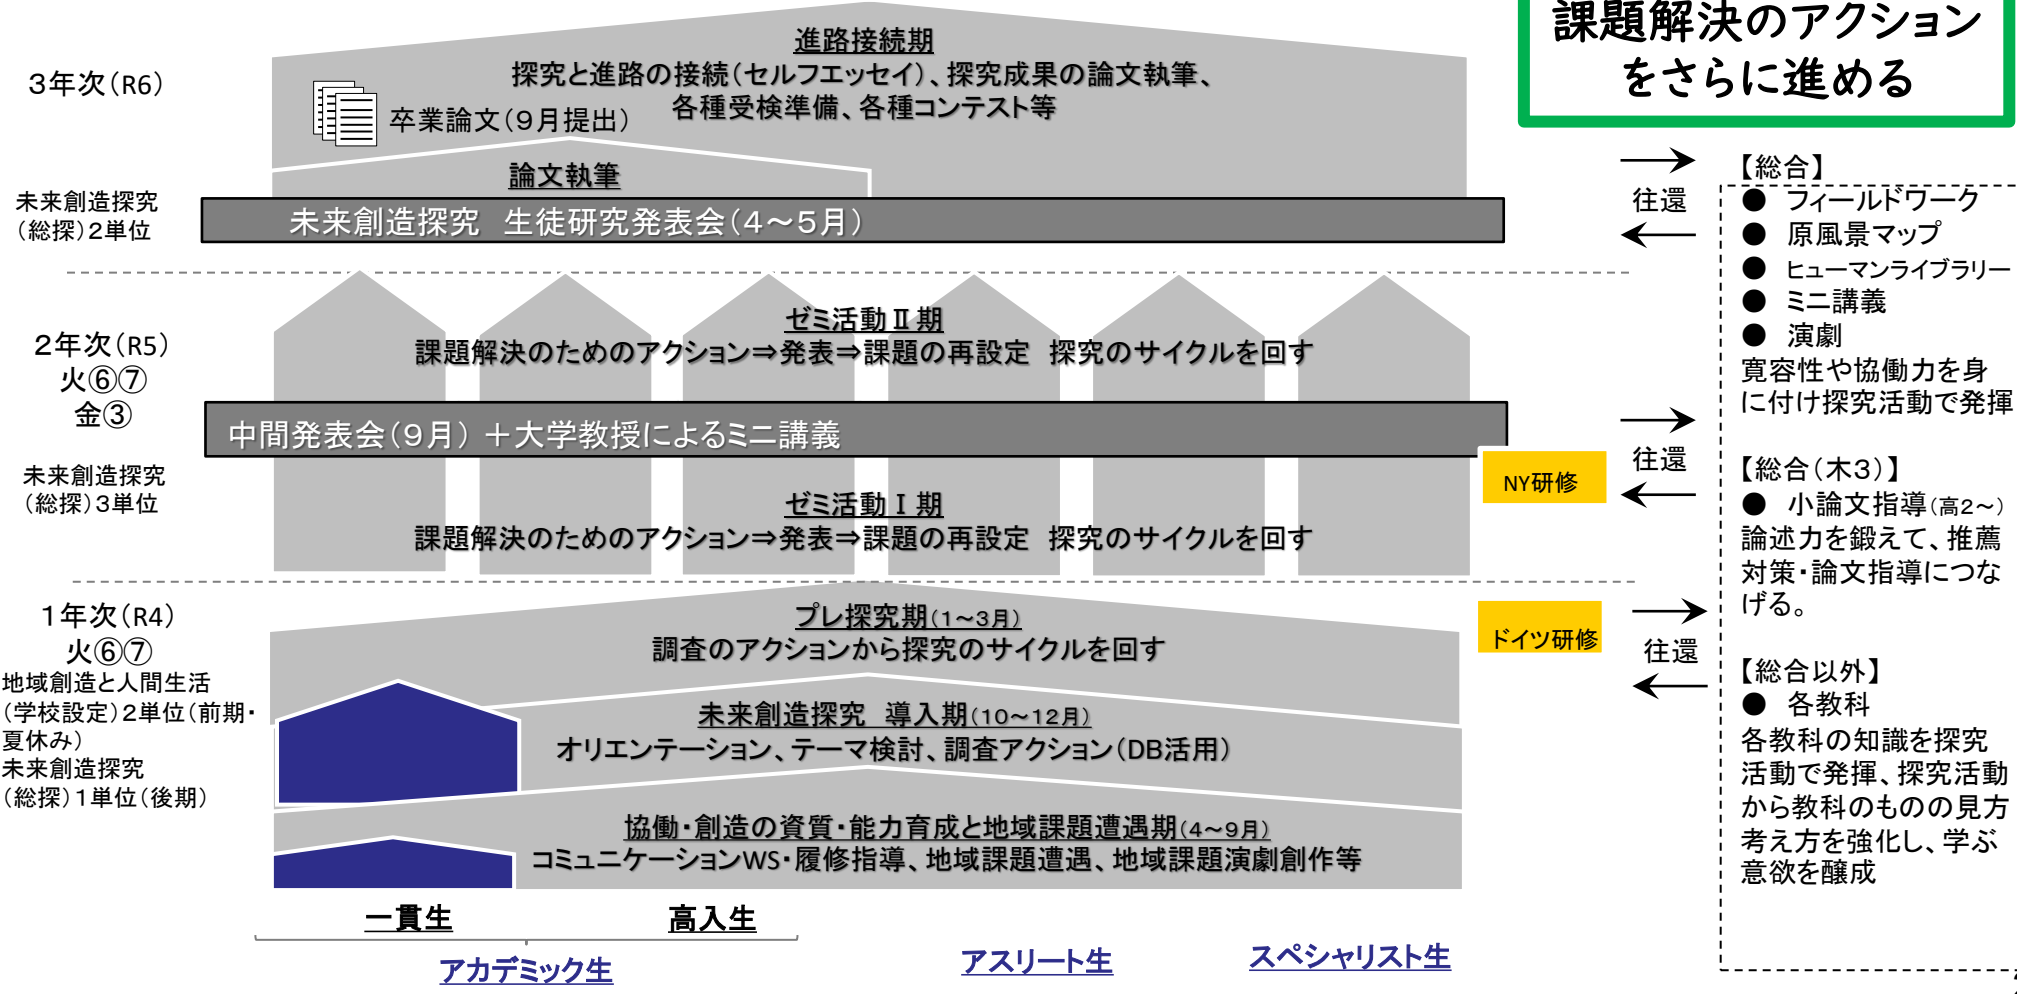 課題解決のアクション
をさらに進める
進路接続期
探究と進路の接続(セルフエッセイ)、探究成果の論文執筆、
各種受検準備、各種コンテスト等
3年次(R6)
卒業論文(9月提出)
論文執筆
未来創造探究
(総探)2単位
未来創造探究　生徒研究発表会(4～5月)
往還
【総合】
● フィールドワーク
● 原風景マップ
● ヒューマンライブラリー
● ミニ講義
● 演劇
寛容性や協働力を身
に付け探究活動で発揮
2年次(R5)
火⑥⑦
金③
ゼミ活動Ⅱ期
課題解決のためのアクション⇒発表⇒課題の再設定　探究のサイクルを回す
中間発表会(9月)＋大学教授によるミニ講義
未来創造探究
(総探)3単位
ゼミ活動Ⅰ期
課題解決のためのアクション⇒発表⇒課題の再設定　探究のサイクルを回す
NY研修
往還
【総合(木3)】
● 小論文指導(高2～)
論述力を鍛えて、推薦
対策・論文指導につな
げる。
1年次(R4)
火⑥⑦
地域創造と人間生活
(学校設定)2単位(前期・
夏休み)
未来創造探究
(総探)1単位(後期)
プレ探究期(1～3月)
調査のアクションから探究のサイクルを回す
ドイツ研修
往還
未来創造探究　導入期(10～12月)
オリエンテーション、テーマ検討、調査アクション(DB活用)
協働・創造の資質・能力育成と地域課題遭遇期(4～9月)
コミュニケーションWS・履修指導、地域課題遭遇、地域課題演劇創作等
【総合以外】
● 各教科
各教科の知識を探究
活動で発揮、探究活動
から教科のものの見方
考え方を強化し、学ぶ
意欲を醸成
一貫生
高入生
アカデミック生
アスリート生
スペシャリスト生